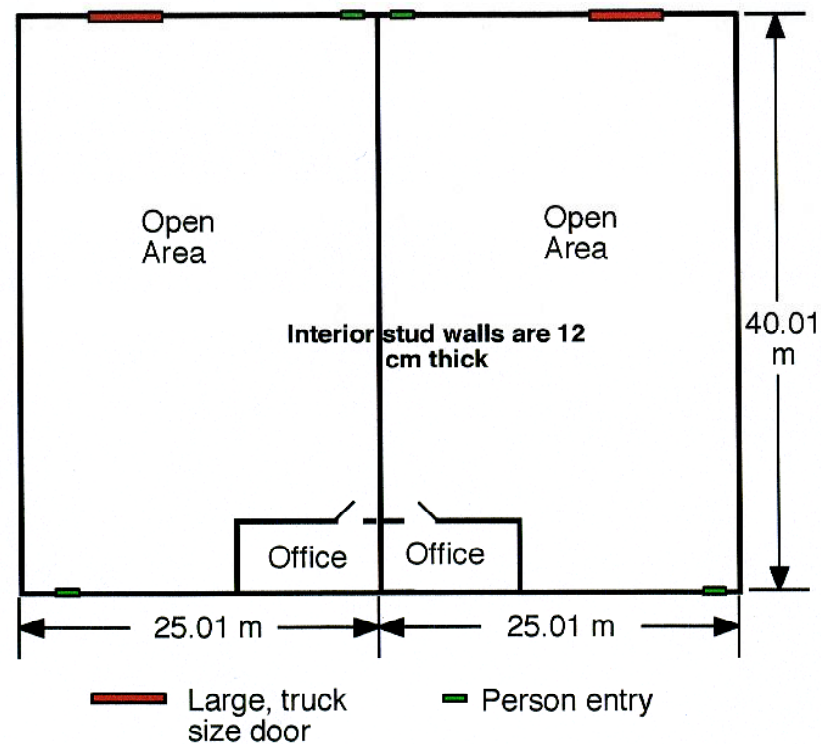 Open
Area
Open
Area
Interior stud walls are 12
cm thick
40.01
m
Office
Office
25.01 m
25.01 m
Large, truck
size door
Person entry